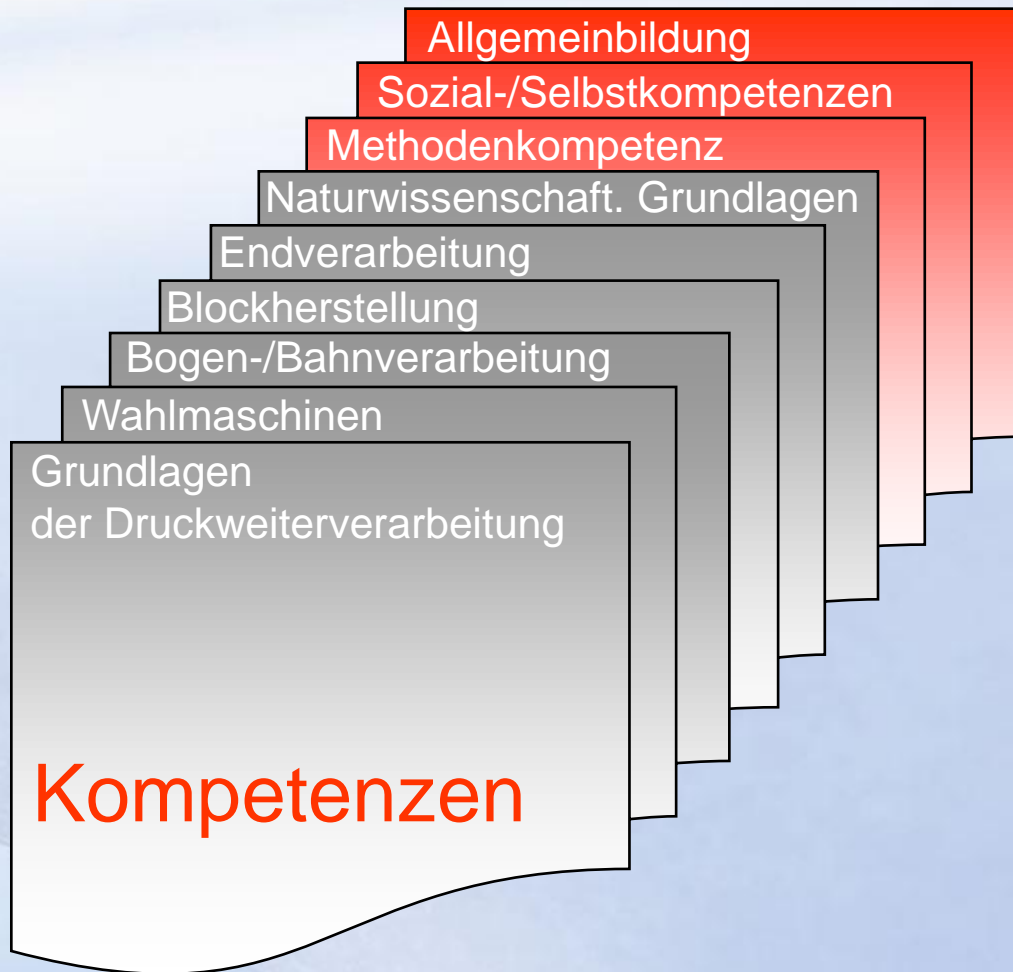 Allgemeinbildung
Sozial-/Selbstkompetenzen
Methodenkompetenz
Naturwissenschaft. Grundlagen
Endverarbeitung
Blockherstellung
Bogen-/Bahnverarbeitung
Wahlmaschinen
Grundlagen
der Druckweiterverarbeitung
Kompetenzen